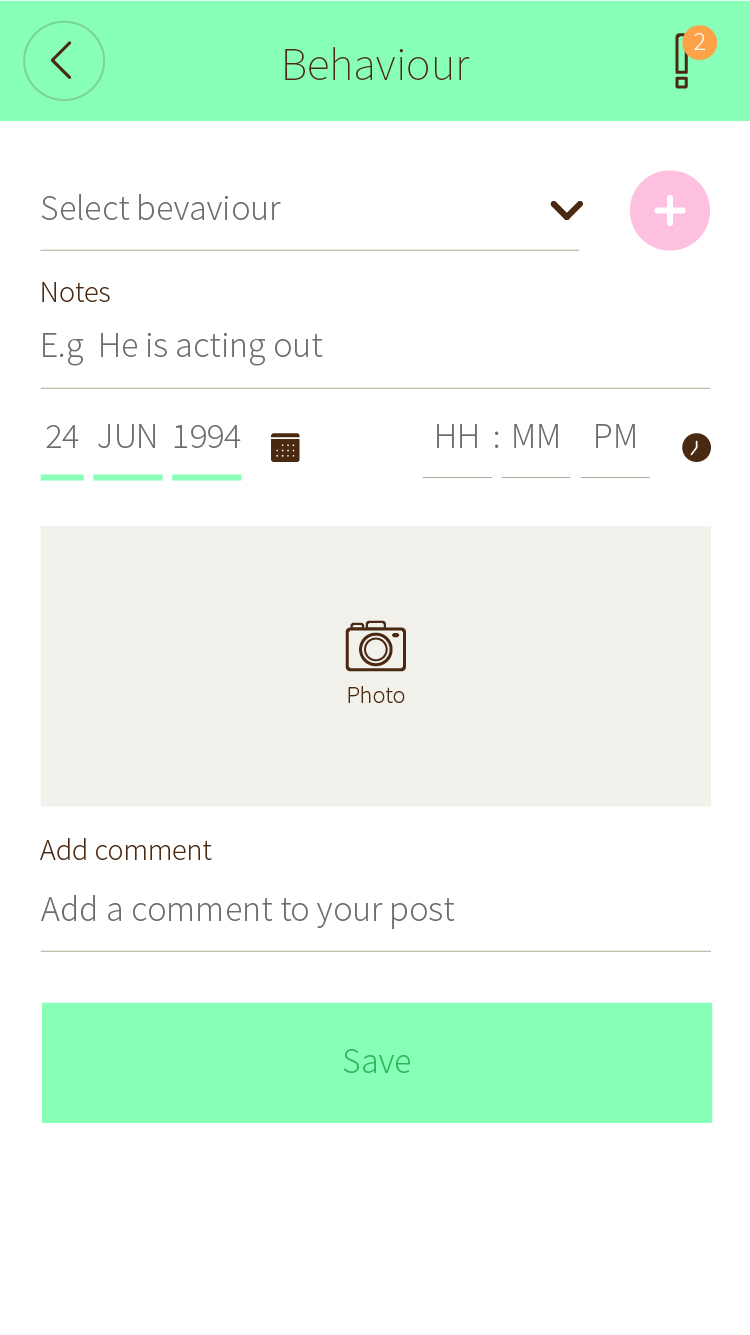 Behaviour
2
Select bevaviour
Notes
E.g He is acting out
24 JUN 1994 HH : MM PM
Photo
Add comment
Add a comment to your post
Save